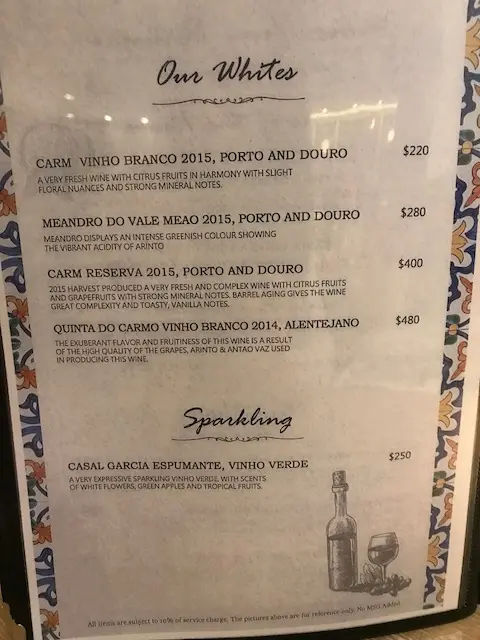 Our Whites
CARM VINHO BRANCO 2015, PORTO AND DOURO $220
A VERY FRESH WINE WITH CITRUS FRUITS IN HARMONY WITH SLIGHT
FLORAL NUANCES AND STRONG MINERAL NOTES.
MEANDRO DO VALE MEAO 2015, PORTO AND DOURO $280
MEANDRO DISPLAYS AN INTENSE GREENISH COLOUR SHOWING
THE VIBRANT ACIDITY OF ARINTO
CARM RESERVA 2015, PORTO AND DOURO $400
2015 HARVEST PRODUCED A VERY FRESH AND COMPLEX WINE WITH CITRUS FRUITS
AND GRAPEFRUITS WITH STRONG MINERAL NOTES. BARREL AGING GIVES THE WINE
GREAT COMPLEXITY AND TOASTY, VANILLA NOTES.
QUINTA DO CARMO VINHO BRANCO 2014, ALENTEJANO $480
THE EXUBERANT FLAVOR AND FRUITINESS OF THIS WINE IS A RESULT
OF THE HIGH QUALITY OF THE GRAPES, ARINTO & ANTAO VAZ USED
IN PRODUCING THIS WINE.
Sparkling
CASAL GARCIA ESPUMANTE, VINHO VERDE $250
A VERY EXPRESSIVE SPARKLING VINHO VERDE, WITH SCENTS
OF WHITE FLOWERS, GREEN APPLES AND TROPICAL FRUITS.
All items are subject to 10% of service charge, The pictures above are for reference only. No MSG Added